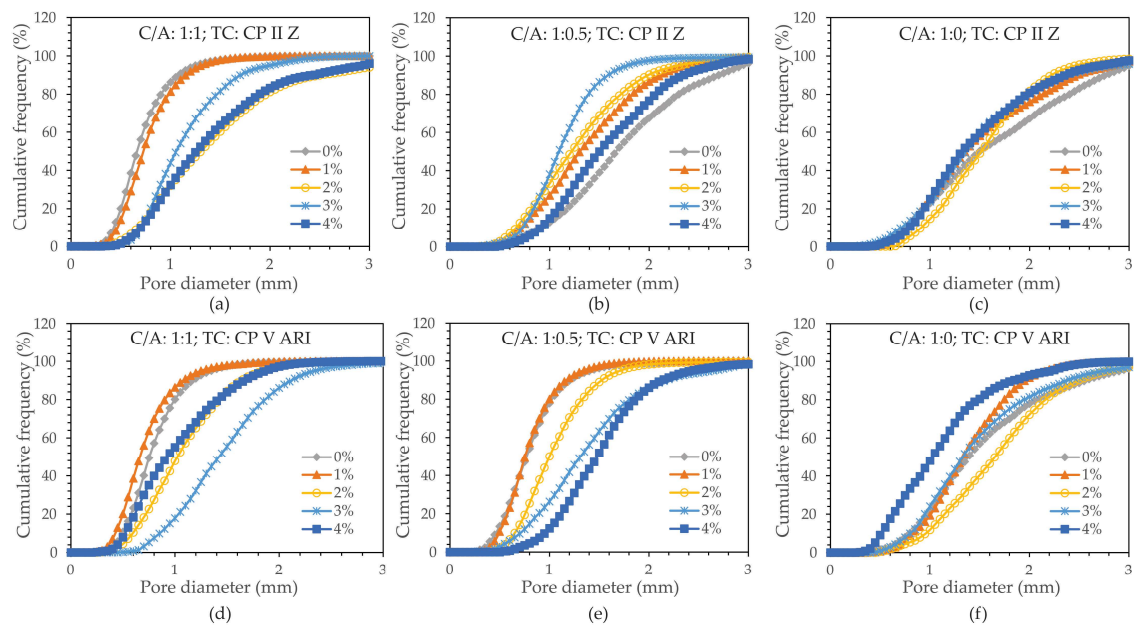 C/A: 1:1; TC: CP II Z
Cumulative frequency (%)
120
100
80
60
40
20
0
0%
1%
2%
3%
4%
0 1 2 3
Pore diameter (mm)
(a)
C/A: 1:0.5; TC: CP II Z
Cumulative frequency (%)
120
100
80
60
40
20
0
0%
1%
2%
3%
4%
0 1 2 3
Pore diameter (mm)
(b)
C/A: 1:0; TC: CP II Z
Cumulative frequency (%)
120
100
80
60
40
20
0
0%
1%
2%
3%
4%
0 1 2 3
Pore diameter (mm)
(c)
C/A: 1:1; TC: CP V ARI
Cumulative frequency (%)
120
100
80
60
40
20
0
0%
1%
2%
3%
4%
0 1 2 3
Pore diameter (mm)
(d)
C/A: 1:0.5; TC: CP V ARI
Cumulative frequency (%)
120
100
80
60
40
20
0
0%
1%
2%
3%
4%
0 1 2 3
Pore diameter (mm)
(e)
C/A: 1:0; TC: CP V ARI
Cumulative frequency (%)
120
100
80
60
40
20
0
0%
1%
2%
3%
4%
0 1 2 3
Pore diameter (mm)
(f)